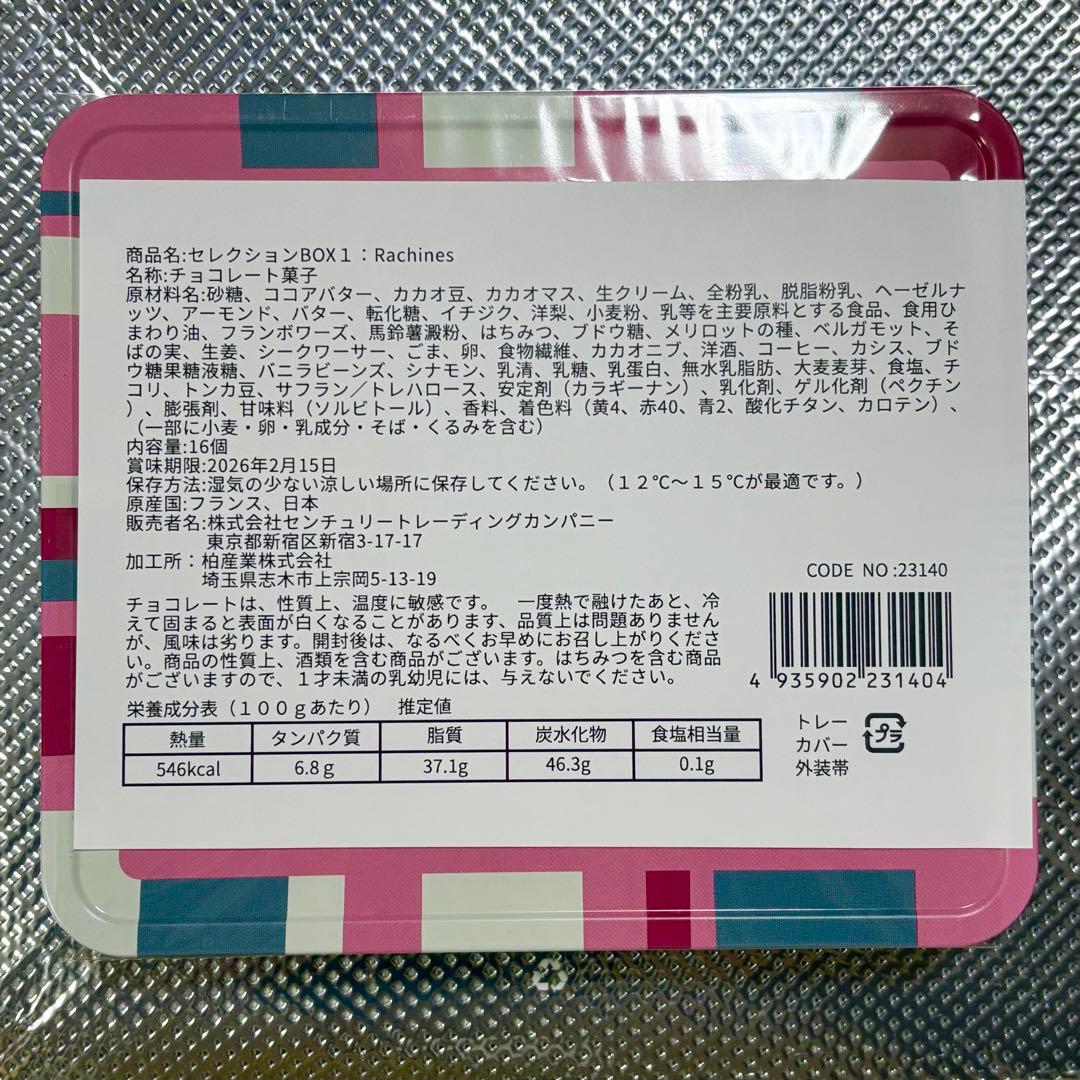 商品名:セレクションBOX１：Rachines
名称:チョコレート菓子
原材料名:砂糖、ココアバター、カカオ豆、カカオマス、生クリーム、全粉乳、脱脂粉乳、ヘーゼルナ
ッツ、アーモンド、バター、転化糖、イチジク、洋梨、小麦粉、乳等を主要原料とする食品、食用ひ
まわり油、フランボワーズ、馬鈴薯澱粉、はちみつ、ブドウ糖、メリロットの種、ベルガモット、そ
ばの実、生姜、シークワーサー、ごま、卵、食物繊維、カカオニブ、洋酒、コーヒー、カシス、ブド
ウ糖果糖液糖、バニラビーンズ、シナモン、乳清、乳糖、乳蛋白、無水乳脂肪、大麦麦芽、食塩、チ
コリ、トンカ豆、サフラン／トレハロース、安定剤（カラギーナン）、乳化剤、ゲル化剤（ペクチン
）、膨張剤、甘味料（ソルビトール）、香料、着色料（黄4、赤40、青2、酸化チタン、カロテン）、
（一部に小麦・卵・乳成分・そば・くるみを含む）
内容量:16個
賞味期限:2026年2月15日
保存方法:湿気の少ない涼しい場所に保存してください。（１２℃～１５℃が最適です。）
原産国:フランス、日本
販売者名:株式会社センチュリートレーディングカンパニー
東京都新宿区新宿3-17-17
加工所：柏産業株式会社
埼玉県志木市上宗岡5-13-19
CODE NO :23140
チョコレートは、性質上、温度に敏感です。　一度熱で融けたあと、冷
えて固まると表面が白くなることがあります、品質上は問題ありません
が、風味は劣ります。開封後は、なるべくお早めにお召し上がりくださ
い。商品の性質上、酒類を含む商品がございます。はちみつを含む商品
がございますので、１才未満の乳幼児には、与えないでください。
4 935902 231404
栄養成分表（１００ｇあたり）　推定値
熱量 タンパク質 脂質 炭水化物 食塩相当量
546kcal 6.8ｇ 37.1g 46.3g 0.1g
トレー
カバー
外装帯
プラ